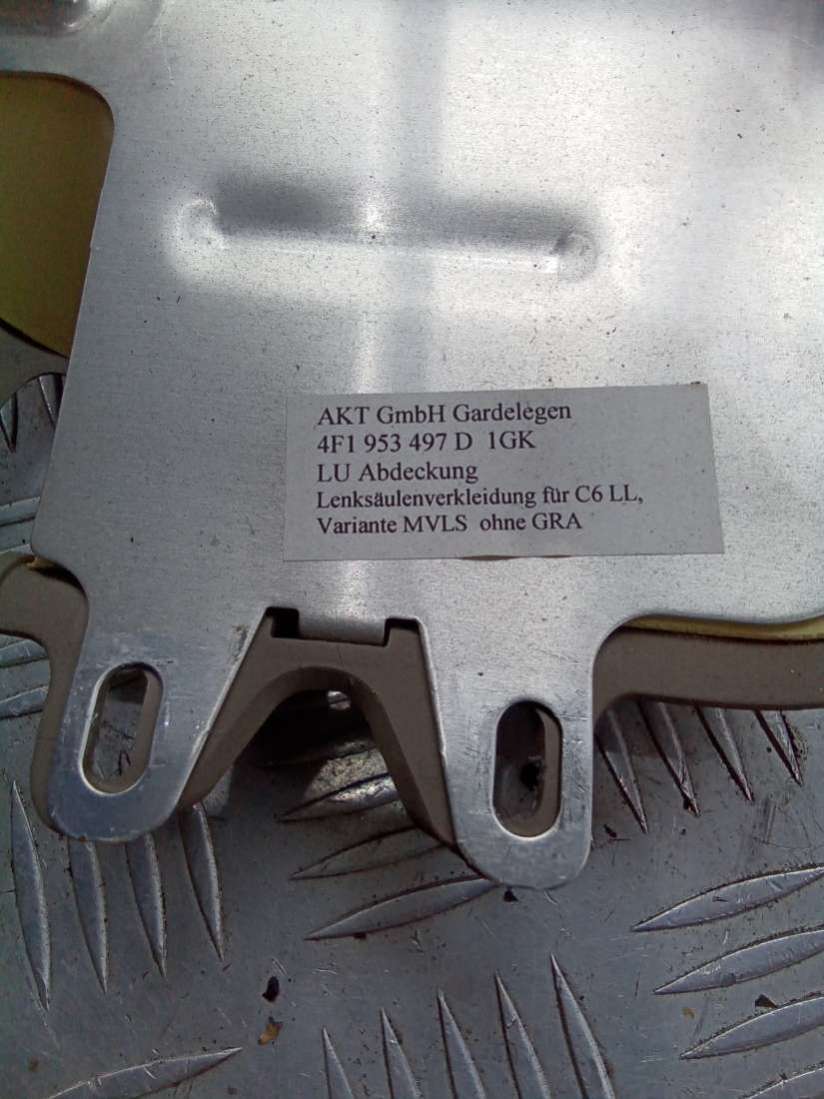 AKT GmbH Gardelegen
4F1 953 497 D 1GK
LU Abdeckung
Lenksäulenverkleidung für C6 LL,
Variante MVLS ohne GRA